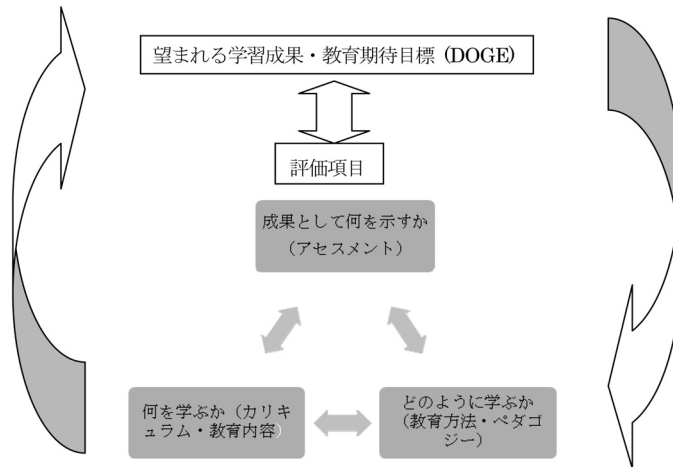 望まれる学習成果・教育期待目標 (DOGE)
評価項目
成果として何を示すか
（アセスメント）
何を学ぶか（カリキ
ュラム・教育内容）
どのように学ぶか
（教育方法・ペダゴ
ジー）